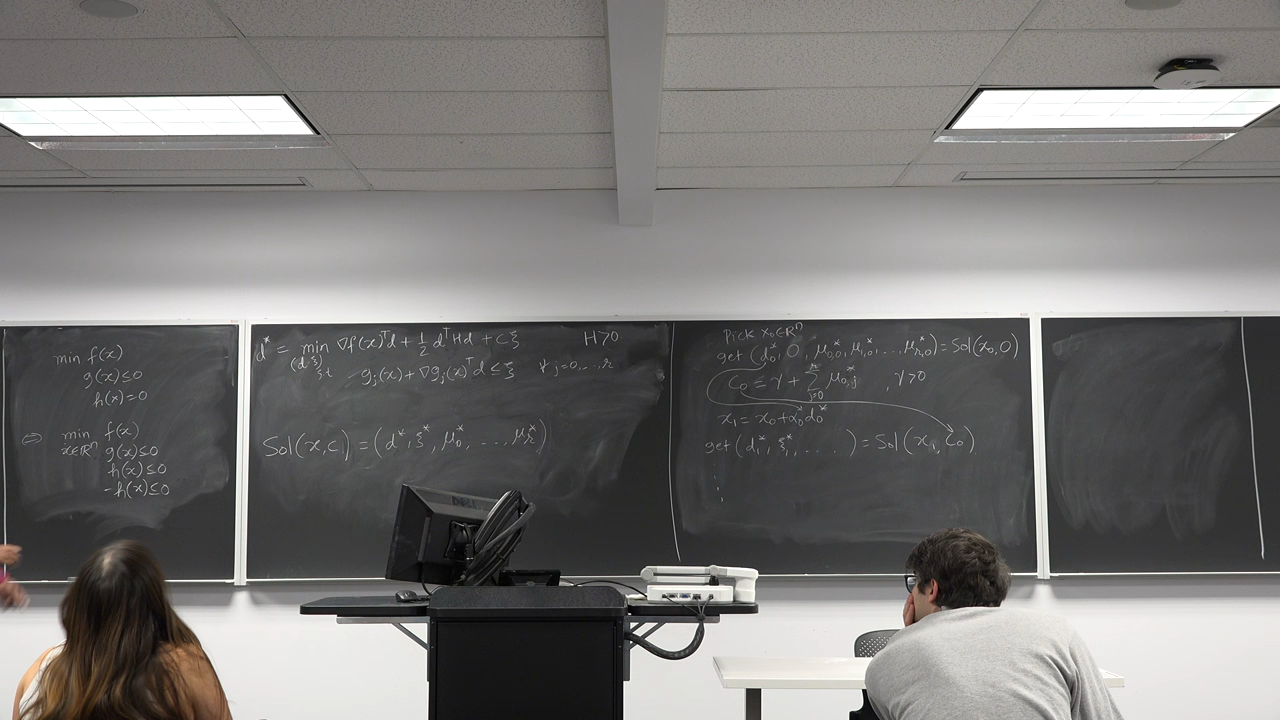 min f(x)
g(x) ≤ 0
h(x) = 0
⇔ min f(x)
x∈ℝⁿ g(x) ≤ 0
h(x) ≤ 0
-h(x) ≤ 0
d* = min ∇f(x)ᵀd + ½ dᵀHd + Cξ H>0
(d,ξ)
s.t. gⱼ(x) + ∇gⱼ(x)ᵀd ≤ ξ ∀ j=0,...,r
Sol(x,c) = (d*, ξ*, μ₀*, ..., μᵣ*)
Pick x₀∈ℝⁿ
get (d₀*, 0, μ₀,₀*, μ₁,₀*, ..., μᵣ,₀*) = Sol(x₀, 0)
C₀ = γ + Σ μ₀,ⱼ* , γ>0
j=0
x₁ = x₀ + α₀* d₀*
get (d₁*, ξ₁*, . . . . ) = Sol(x₁, C₀)
DELL